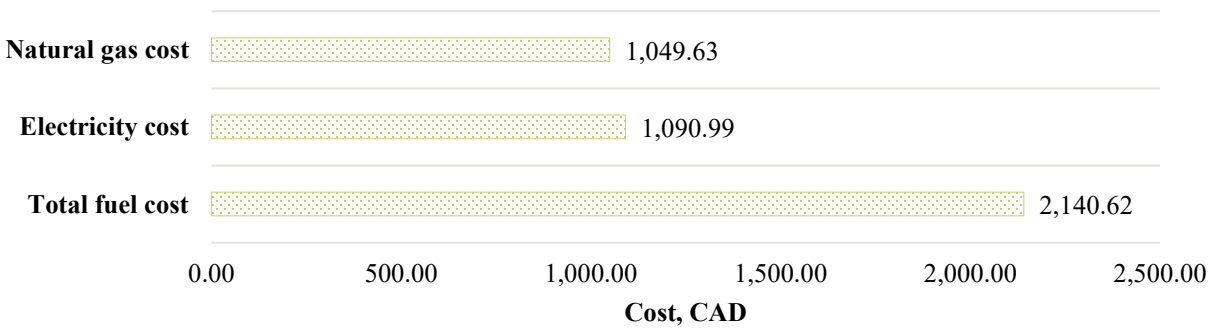 Natural gas cost 1,049.63
Electricity cost 1,090.99
Total fuel cost 2,140.62
0.00 500.00 1,000.00 1,500.00 2,000.00 2,500.00
Cost, CAD